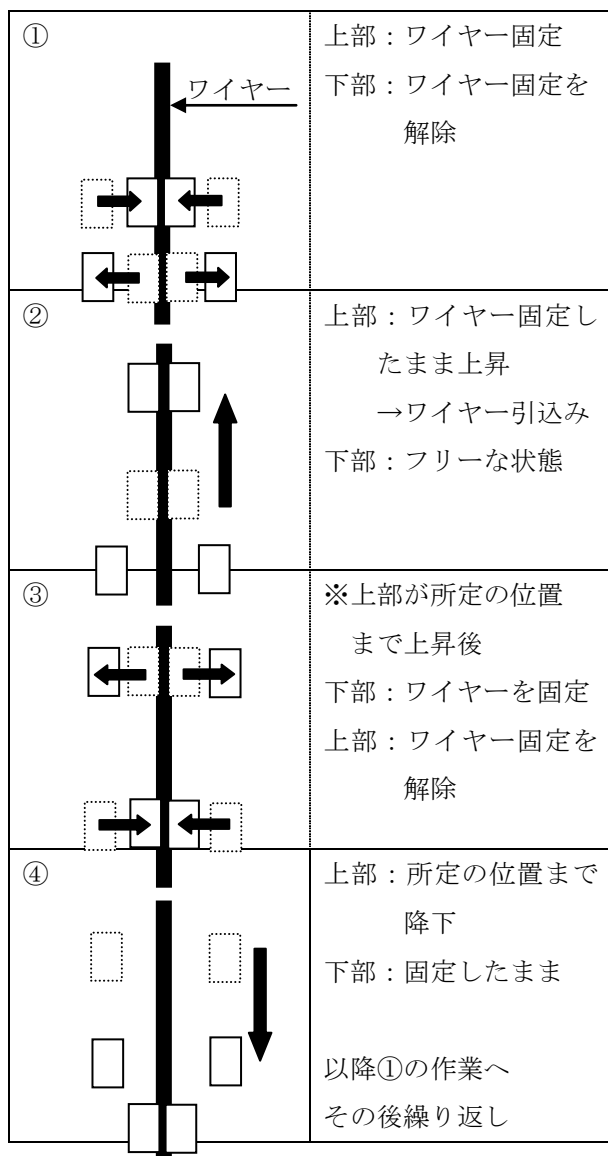 ①
ワイヤー
上部：ワイヤー固定
下部：ワイヤー固定を
解除
②
上部：ワイヤー固定し
たまま上昇
→ワイヤー引込み
下部：フリーな状態
③
※上部が所定の位置
まで上昇後
下部：ワイヤーを固定
上部：ワイヤー固定を
解除
④
上部：所定の位置まで
降下
下部：固定したまま
以降①の作業へ
その後繰り返し